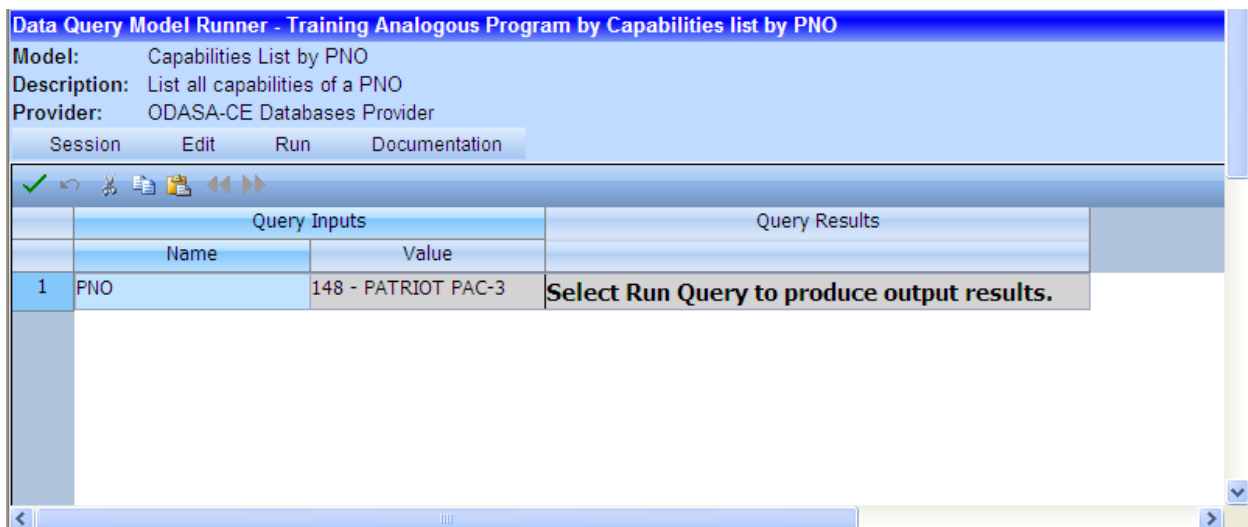 Data Query Model Runner - Training Analogous Program by Capabilities list by PNO
Model: Capabilities List by PNO
Description: List all capabilities of a PNO
Provider: ODASA-CE Databases Provider
Session Edit Run Documentation
Query Inputs Query Results
Name Value
1 PNO 148 - PATRIOT PAC-3 Select Run Query to produce output results.